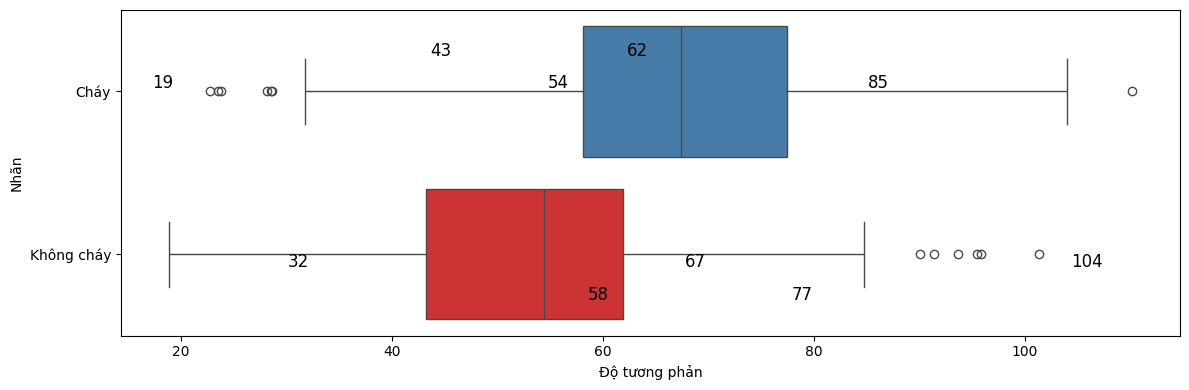 43 62
19 54 85
Cháy
Nhãn
Không cháy
32 67 104
58 77
20 40 60 80 100
Độ tương phản